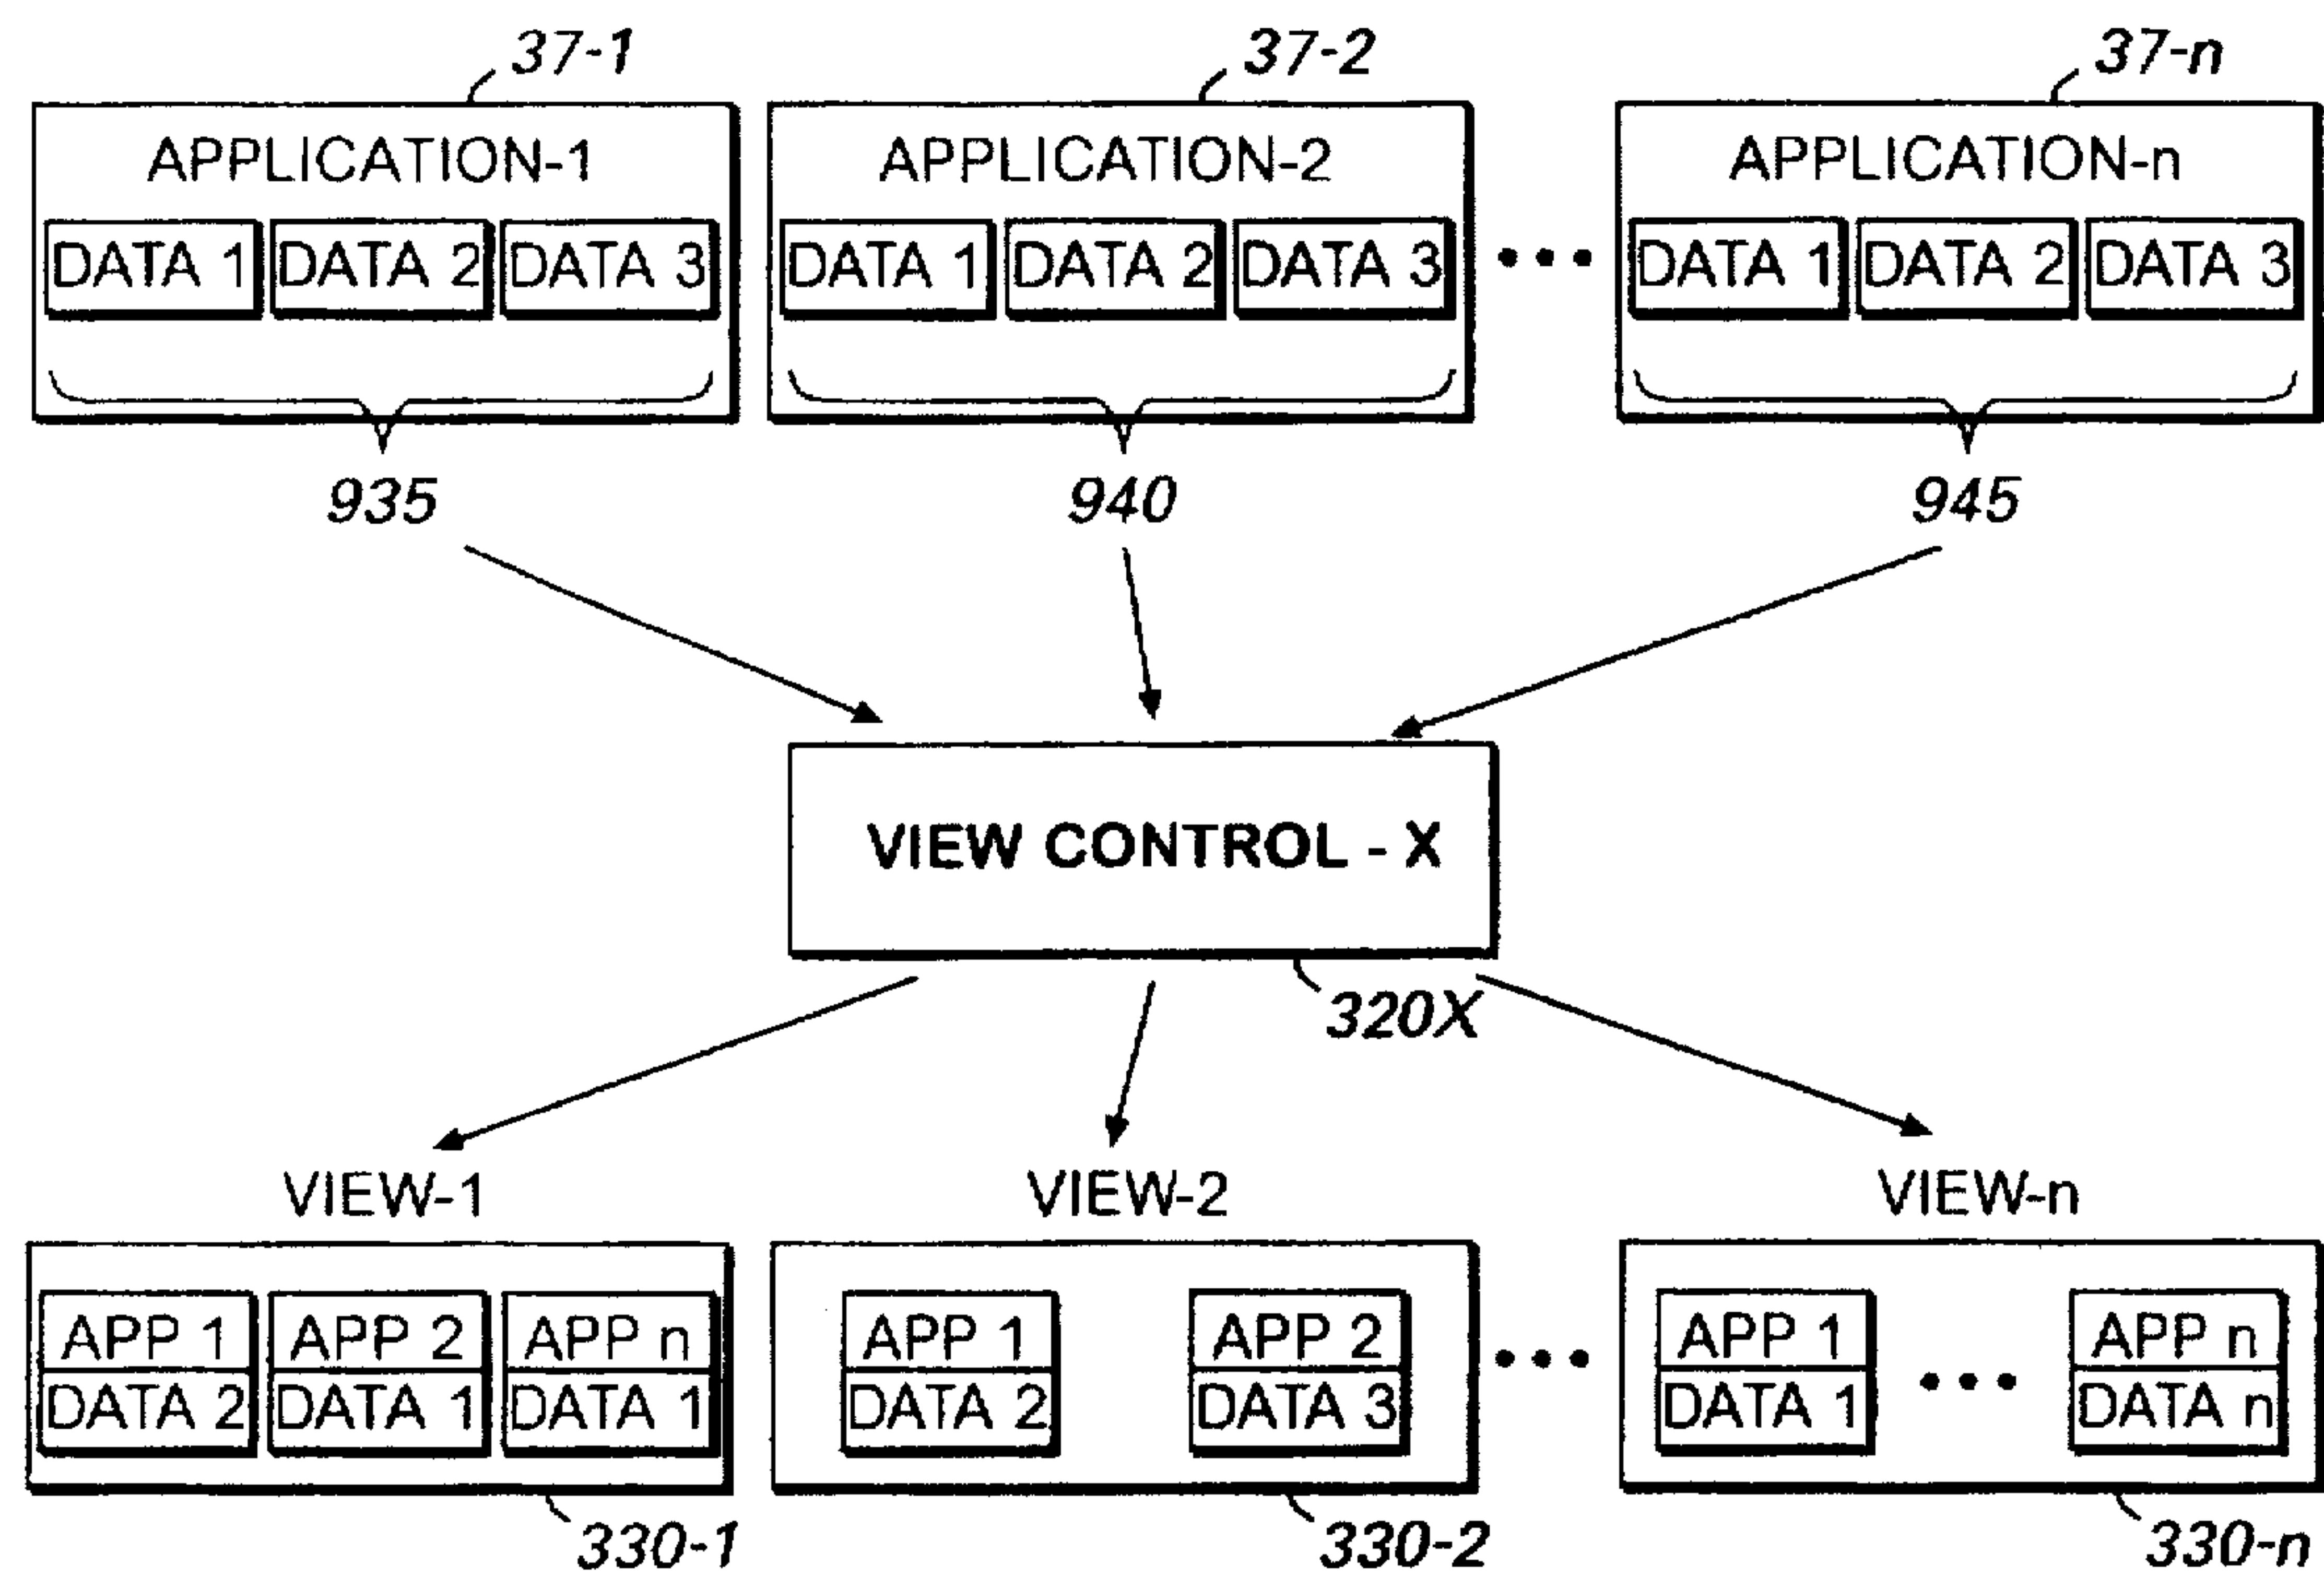 37-1 37-2 37-n
APPLICATION-1 APPLICATION-2 APPLICATION-n
DATA 1 DATA 2 DATA 3 DATA 1 DATA 2 DATA 3 ••• DATA 1 DATA 2 DATA 3
935 940 945
VIEW CONTROL - X
320X
VIEW-1 VIEW-2 VIEW-n
APP 1 APP 2 APP n APP 1 APP 2 ••• APP 1 ••• APP n
DATA 2 DATA 1 DATA 1 DATA 2 DATA 3 DATA 1 DATA n
330-1 330-2 330-n